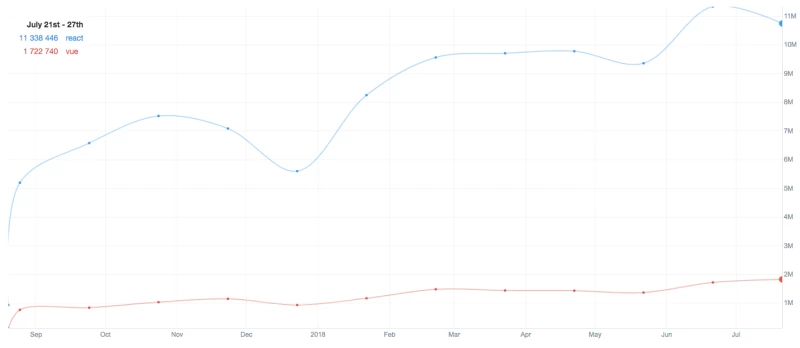 July 21st - 27th
11 338 446 react
1 722 740 vue
11M
10M
9M
8M
7M
6M
5M
4M
3M
2M
1M
Sep Oct Nov Dec 2018 Feb Mar Apr May Jun Jul